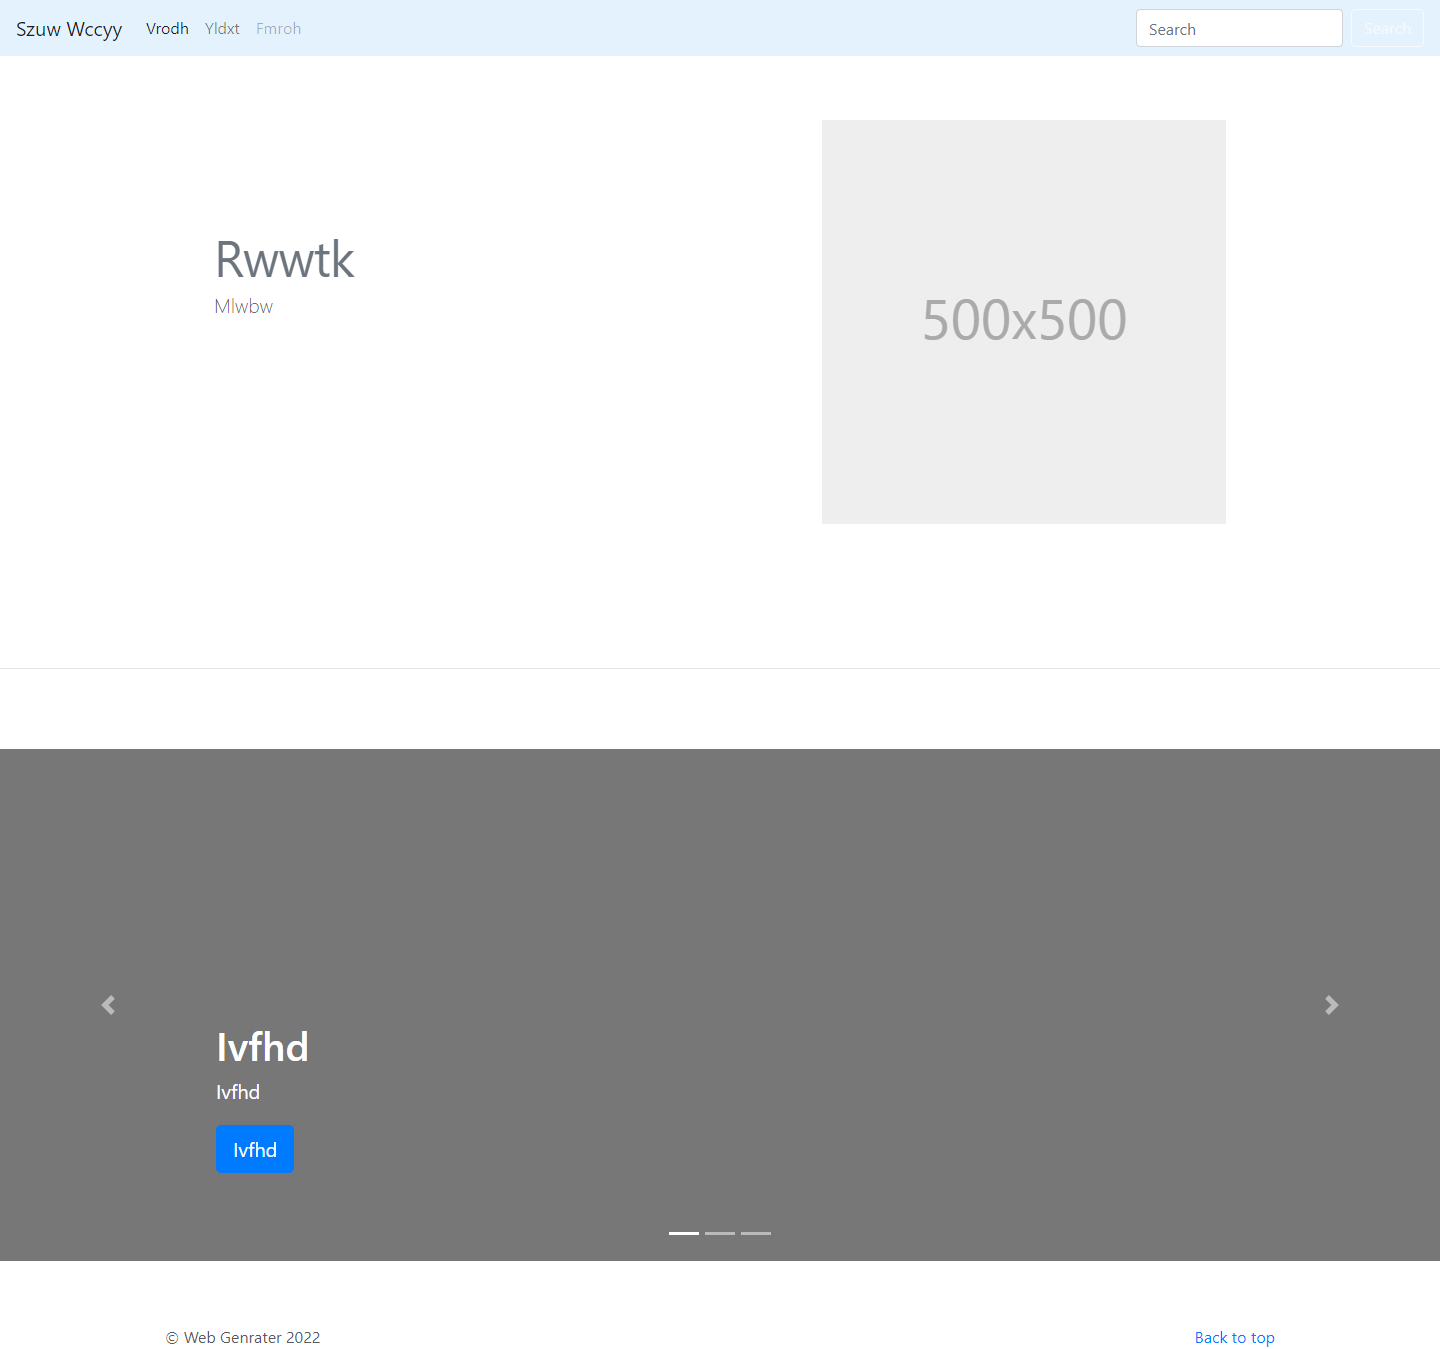 Szuw Wccyy Vrodh Yldxt Fmroh Search Search
Rwwtk
Mlwbw
500x500
Ivfhd
Ivfhd
Ivfhd
© Web Genrater 2022 Back to top